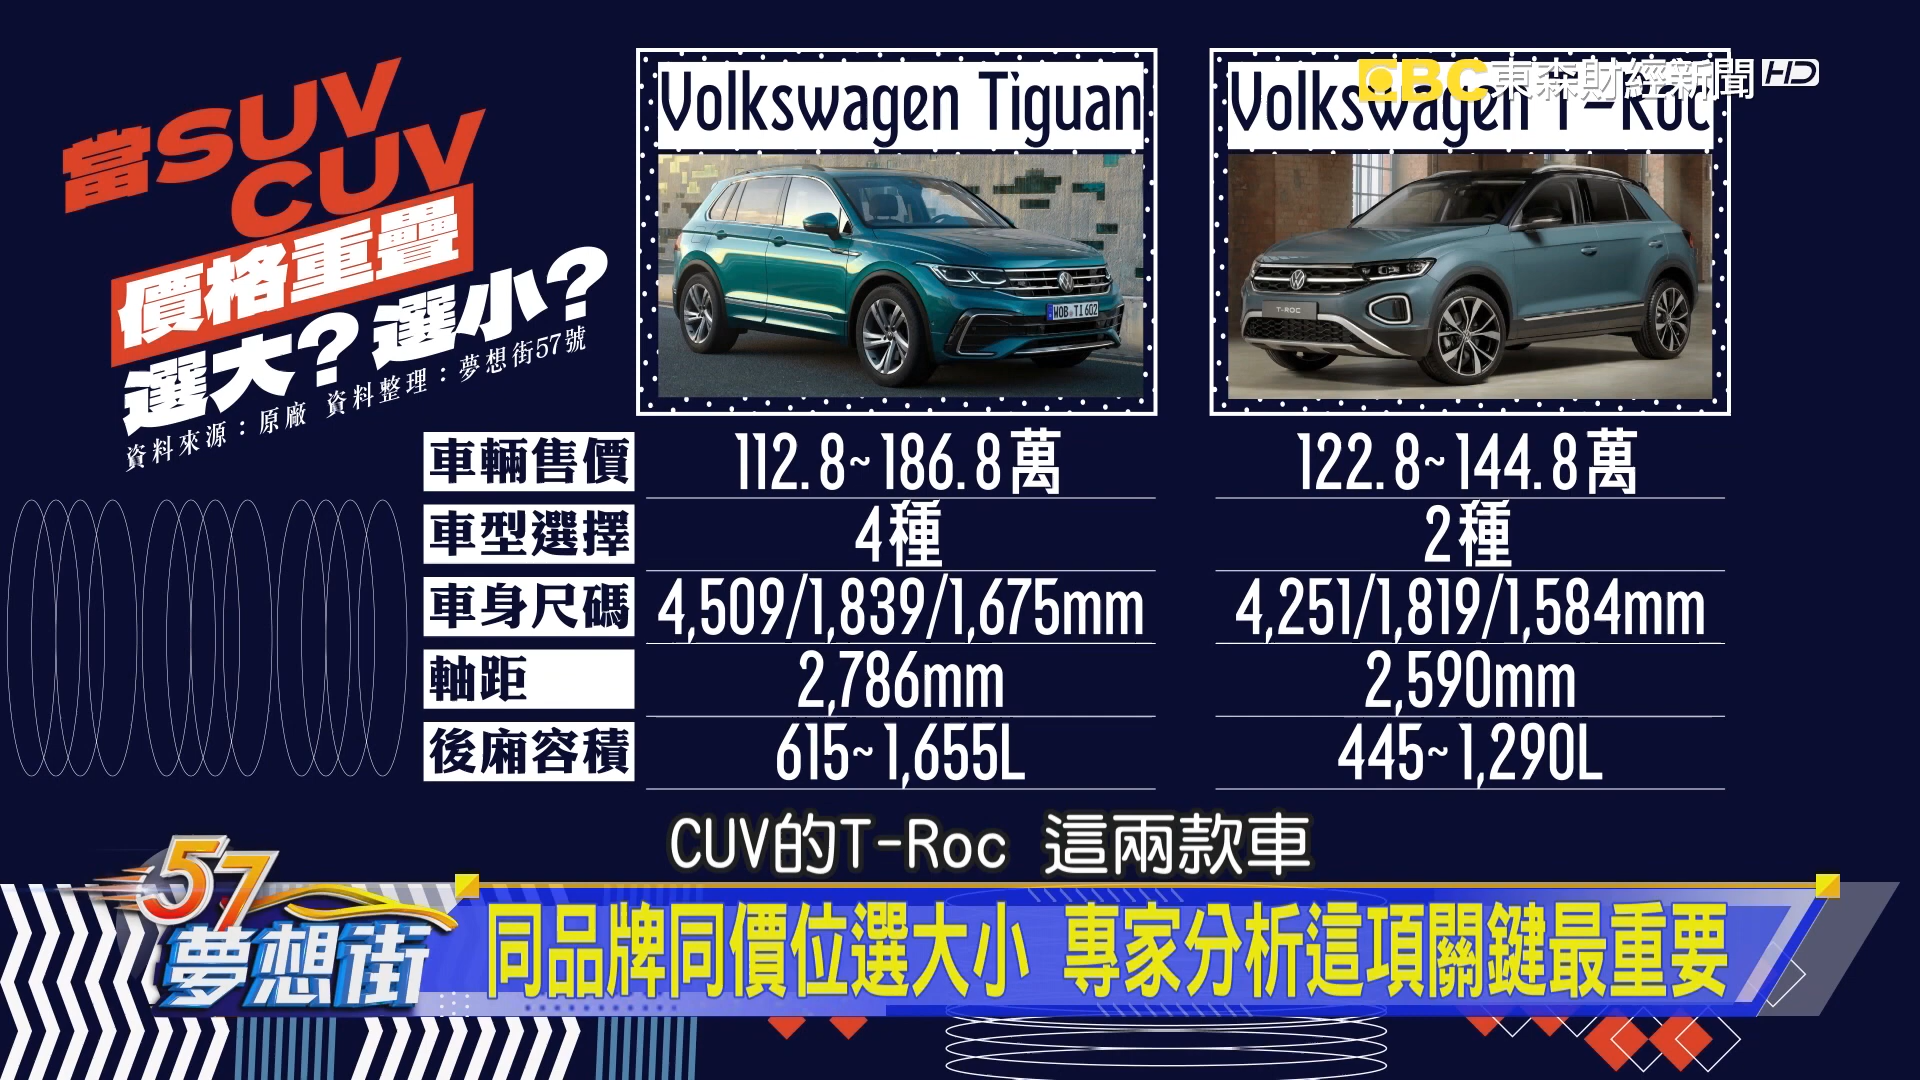 當SUV
CUV
價格重疊
選大?選小?
資料來源：原廠 資料整理：夢想街57號
Volkswagen Tiguan
Volkswagen T-Roc
EBC東森財經新聞 HD
WOB TI 602
T-ROC
車輛售價 112.8~186.8萬 122.8~144.8萬
車型選擇 4種 2種
車身尺碼 4,509/1,839/1,675mm 4,251/1,819/1,584mm
軸距 2,786mm 2,590mm
後廂容積 615~1,655L 445~1,290L
CUV的T-Roc 這兩款車
57夢想街
同品牌同價位選大小 專家分析這項關鍵最重要